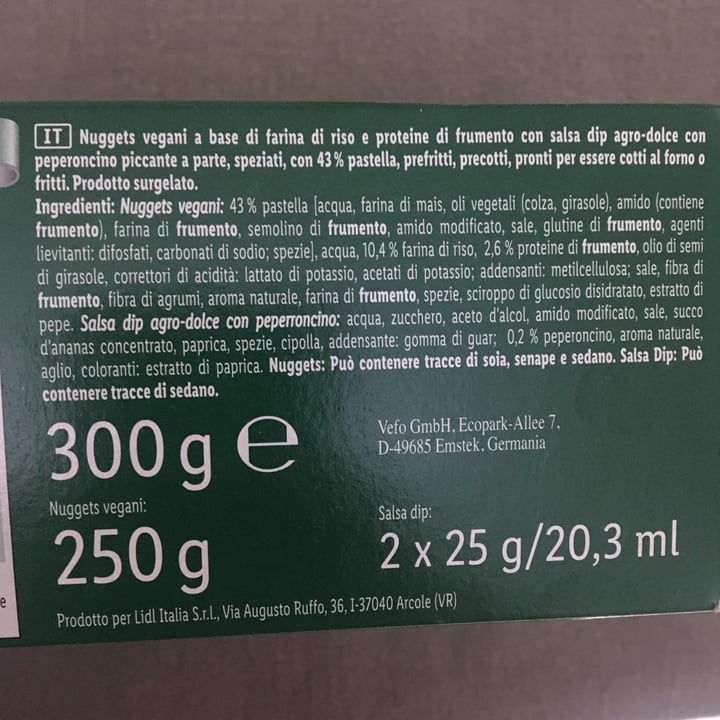 IT Nuggets vegani a base di farina di riso e proteine di frumento con salsa dip agro-dolce con
peperoncino piccante a parte, speziati, con 43% pastella, prefritti, precotti, pronti per essere cotti al forno o
fritti. Prodotto surgelato.
Ingredienti: Nuggets vegani: 43% pastella [acqua, farina di mais, oli vegetali (colza, girasole), amido (contiene
frumento), farina di frumento, semolino di frumento, amido modificato, sale, glutine di frumento, agenti
lievitanti: difosfati, carbonati di sodio; spezie], acqua, 10,4 % farina di riso, 2,6 % proteine di frumento, olio di semi
di girasole, correttori di acidità: lattato di potassio, acetati di potassio; addensanti: metilcellulosa; sale, fibra di
frumento, fibra di agrumi, aroma naturale, farina di frumento, spezie, sciroppo di glucosio disidratato, estratto di
pepe. Salsa dip agro-dolce con peperroncino: acqua, zucchero, aceto d'alcol, amido modificato, sale, succo
d'ananas concentrato, paprica, spezie, cipolla, addensante: gomma di guar; 0,2 % peperoncino, aroma naturale,
aglio, coloranti: estratto di paprica. Nuggets: Può contenere tracce di soia, senape e sedano. Salsa Dip: Può
contenere tracce di sedano.
300 g e
Vefo GmbH, Ecopark-Allee 7,
D-49685 Emstek, Germania
Nuggets vegani:
250 g
Salsa dip:
2 x 25 g/20,3 ml
Prodotto per Lidl Italia S.r.l., Via Augusto Ruffo, 36, I-37040 Arcole (VR)
e